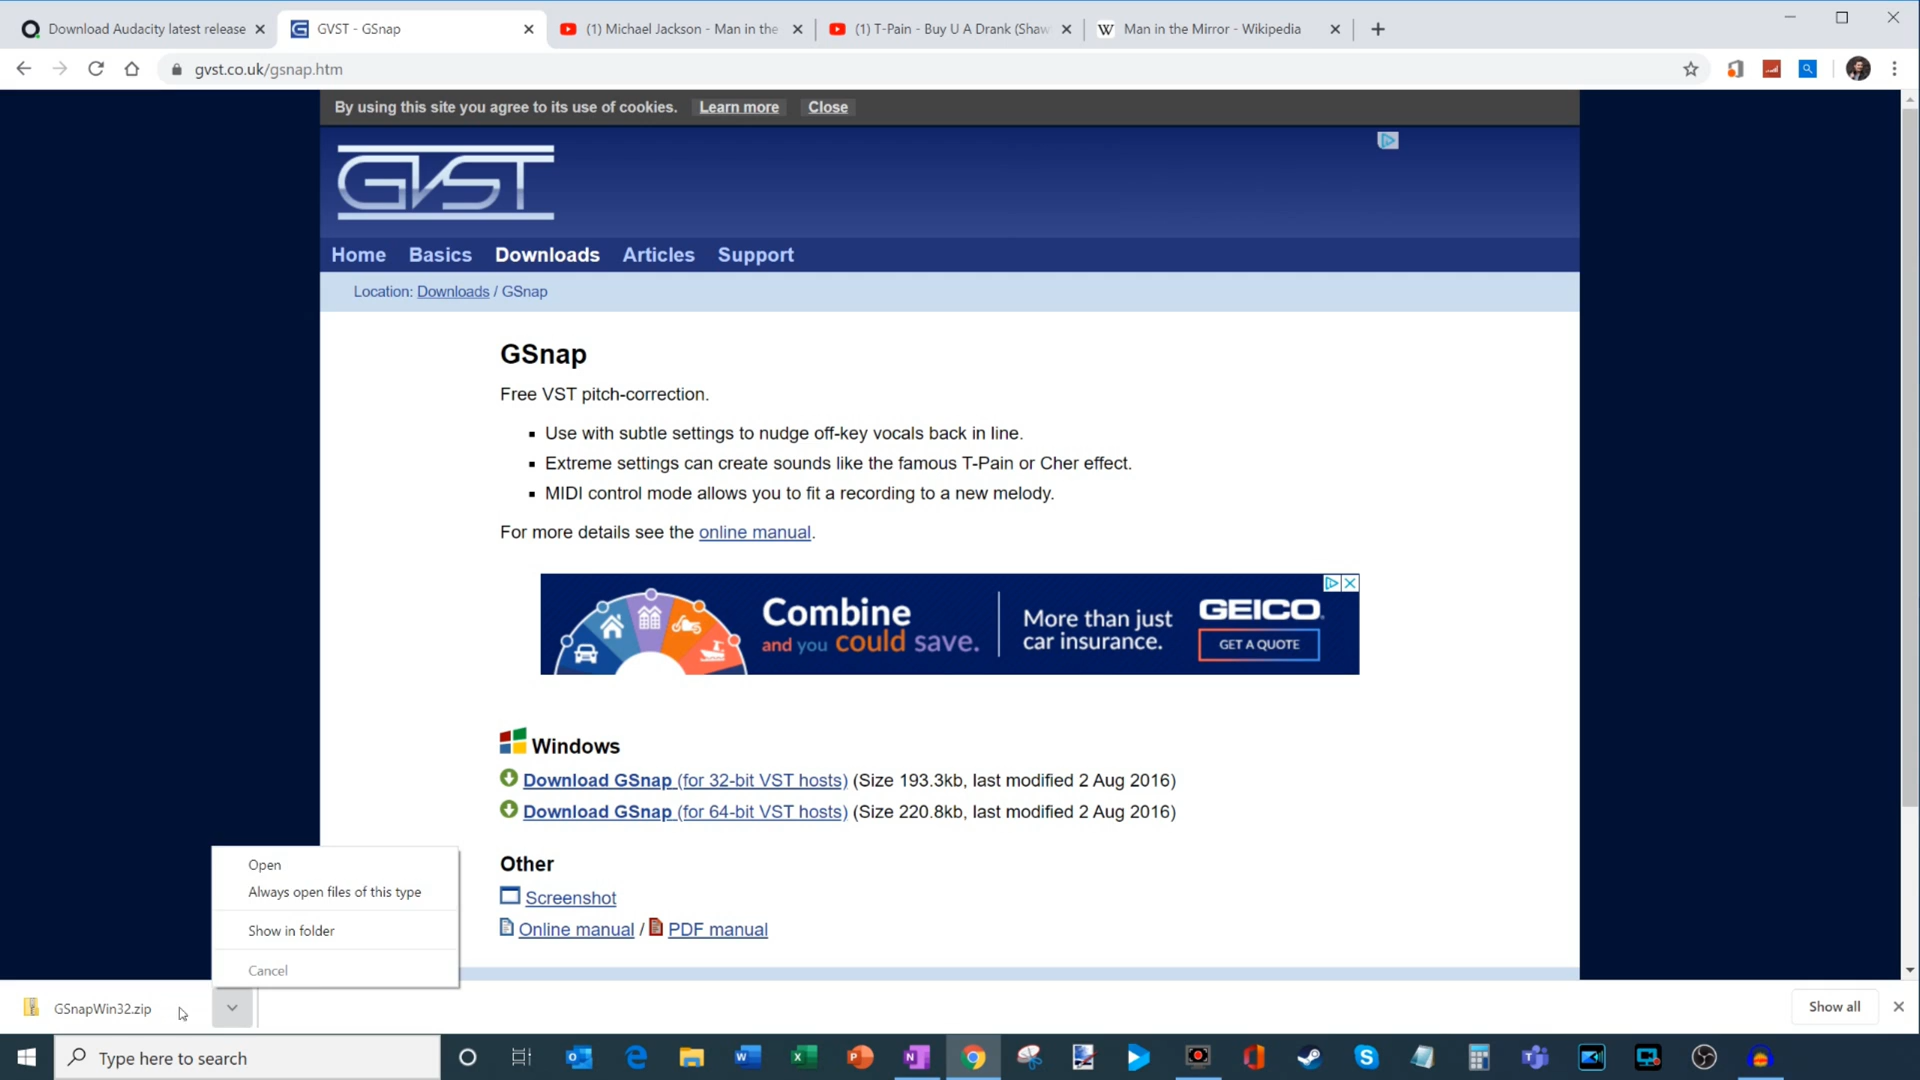 Download Audacity latest release
GVST - GSnap
(1) Michael Jackson - Man in the
(1) T-Pain - Buy U A Drank (Shaw
W Man in the Mirror - Wikipedia
gvst.co.uk/gsnap.htm
By using this site you agree to its use of cookies. Learn more Close
GVST
Home Basics Downloads Articles Support
Location: Downloads / GSnap
GSnap
Free VST pitch-correction.
Use with subtle settings to nudge off-key vocals back in line.
Extreme settings can create sounds like the famous T-Pain or Cher effect.
MIDI control mode allows you to fit a recording to a new melody.
For more details see the online manual.
Combine
and you could save.
More than just
car insurance.
GEICO
GET A QUOTE
Windows
Download GSnap (for 32-bit VST hosts) (Size 193.3kb, last modified 2 Aug 2016)
Download GSnap (for 64-bit VST hosts) (Size 220.8kb, last modified 2 Aug 2016)
Other
Screenshot
Online manual / PDF manual
Open
Always open files of this type
Show in folder
Cancel
GSnapWin32.zip
Show all
Type here to search